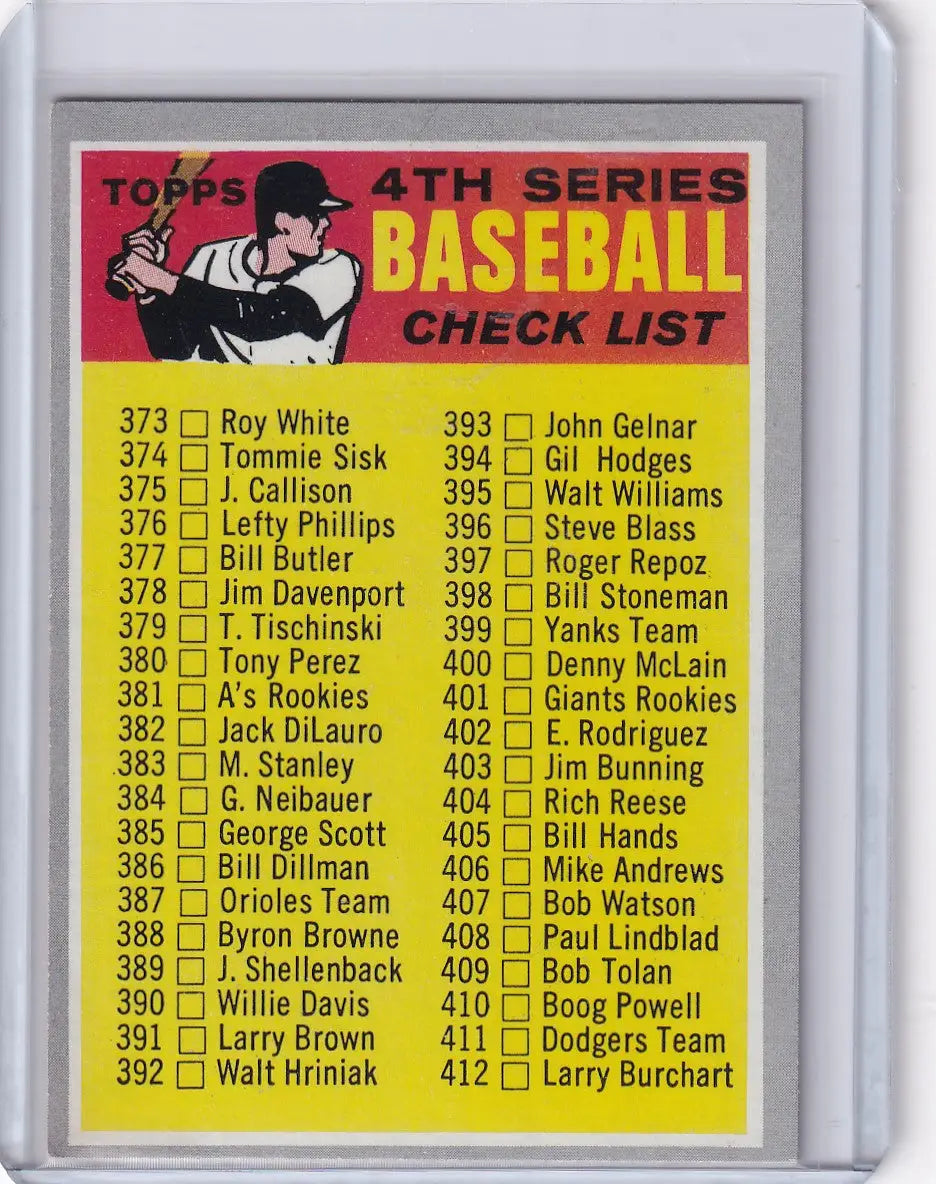 TOPPS
4TH SERIES
BASEBALL
CHECK LIST
373 Roy White
374 Tommie Sisk
375 J. Callison
376 Lefty Phillips
377 Bill Butler
378 Jim Davenport
379 T. Tischinski
380 Tony Perez
381 A's Rookies
382 Jack DiLauro
383 M. Stanley
384 G. Neibauer
385 George Scott
386 Bill Dillman
387 Orioles Team
388 Byron Browne
389 J. Shellenback
390 Willie Davis
391 Larry Brown
392 Walt Hriniak
393 John Gelnar
394 Gil Hodges
395 Walt Williams
396 Steve Blass
397 Roger Repoz
398 Bill Stoneman
399 Yanks Team
400 Denny McLain
401 Giants Rookies
402 E. Rodriguez
403 Jim Bunning
404 Rich Reese
405 Bill Hands
406 Mike Andrews
407 Bob Watson
408 Paul Lindblad
409 Bob Tolan
410 Boog Powell
411 Dodgers Team
412 Larry Burchart